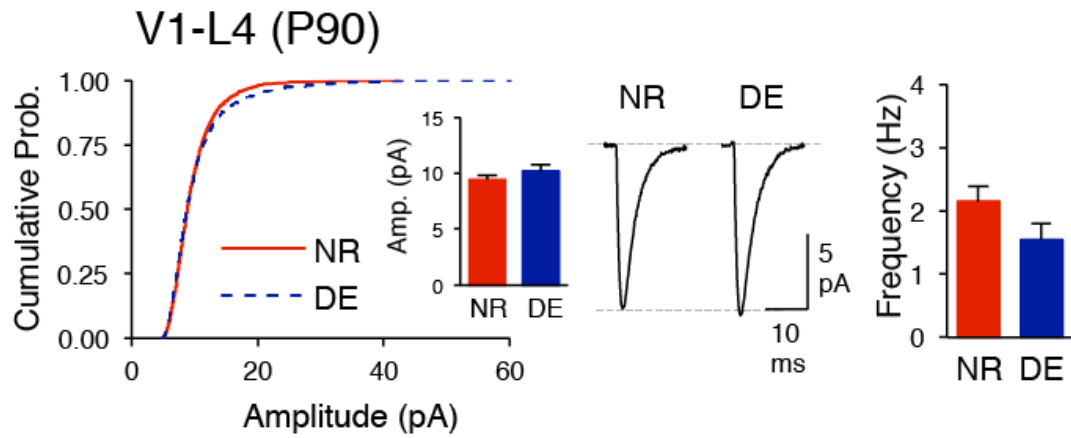 V1-L4 (P90)
Cumulative Prob.
1.00
0.75
0.50
0.25
0.00
0
20
40
60
Amplitude (pA)
NR
DE
Amp. (pA)
15
10
5
0
NR
DE
NR
DE
5
pA
10
ms
Frequency (Hz)
4
3
2
1
0
NR
DE